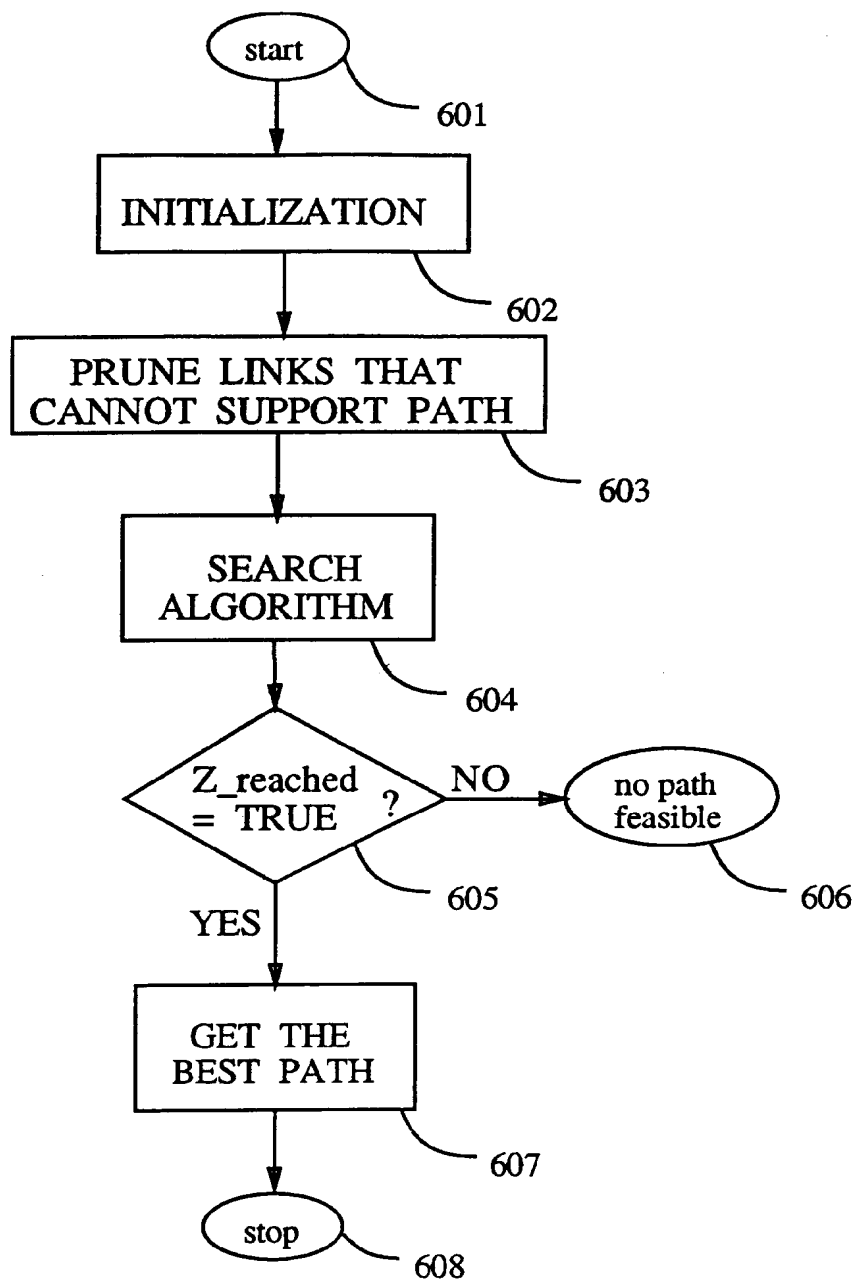 start
601
INITIALIZATION
602
PRUNE LINKS THAT
CANNOT SUPPORT PATH
603
SEARCH
ALGORITHM
604
Z_reached
= TRUE ?
NO
no path
feasible
605
606
YES
GET THE
BEST PATH
607
stop
608